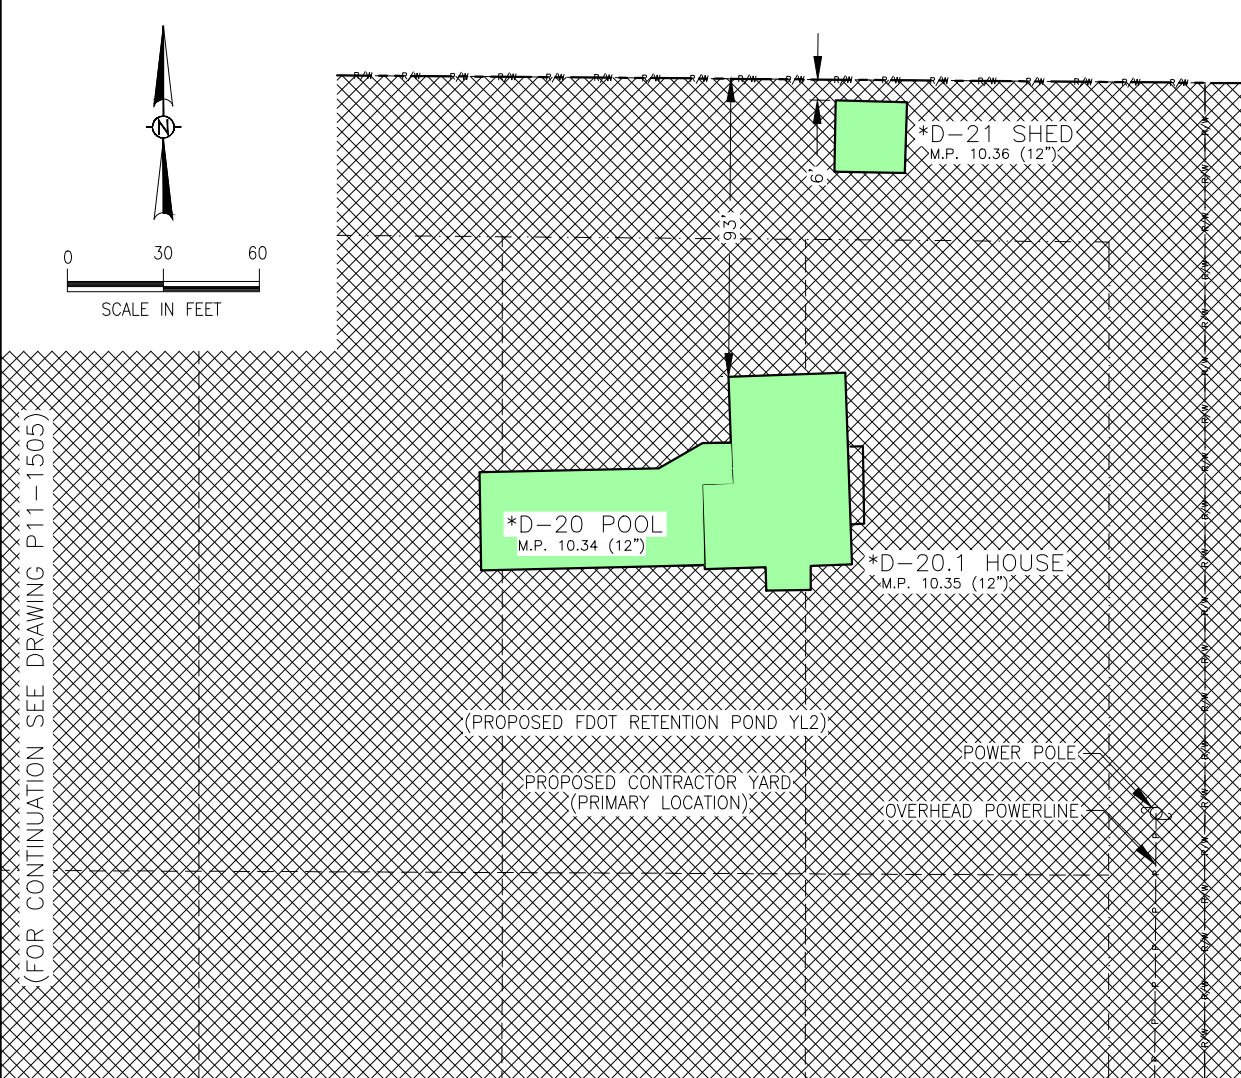 N
0 30 60
SCALE IN FEET
R/W R/W R/W R/W R/W R/W R/W R/W R/W R/W R/W R/W R/W R/W R/W R/W R/W R/W
*D-21 SHED
M.P. 10.36 (12")
6'
93'
(FOR CONTINUATION SEE DRAWING P11-1505)
*D-20 POOL
M.P. 10.34 (12")
*D-20.1 HOUSE
M.P. 10.35 (12")
(PROPOSED FDOT RETENTION POND YL2)
PROPOSED CONTRACTOR YARD
(PRIMARY LOCATION)
POWER POLE
OVERHEAD POWERLINE
P P P P P P P
R/W R/W R/W R/W R/W R/W R/W R/W R/W R/W R/W R/W R/W R/W R/W R/W R/W R/W R/W R/W